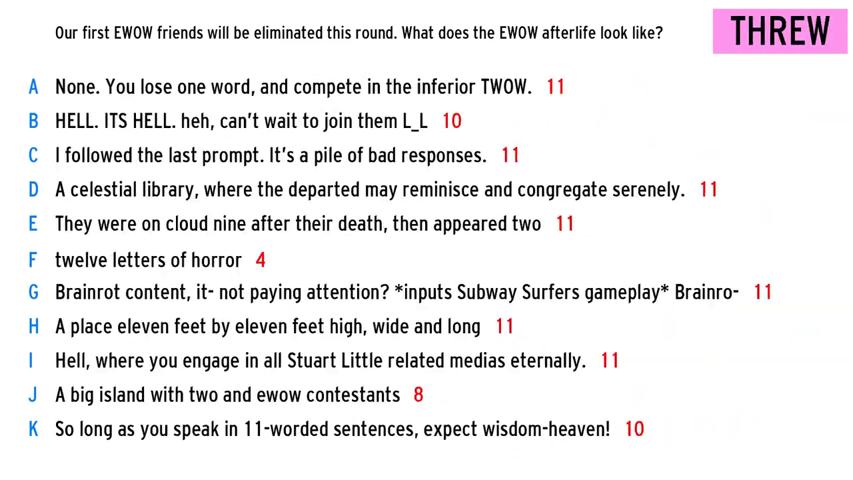 Our first EWOW friends will be eliminated this round. What does the EWOW afterlife look like?
THREW
A None. You lose one word, and compete in the inferior TWOW. 11
B HELL. ITS HELL. heh, can't wait to join them L_L 10
C I followed the last prompt. It's a pile of bad responses. 11
D A celestial library, where the departed may reminisce and congregate serenely. 11
E They were on cloud nine after their death, then appeared two 11
F twelve letters of horror 4
G Brainrot content, it- not paying attention? *inputs Subway Surfers gameplay* Brainro- 11
H A place eleven feet by eleven feet high, wide and long 11
I Hell, where you engage in all Stuart Little related medias eternally. 11
J A big island with two and ewow contestants 8
K So long as you speak in 11-worded sentences, expect wisdom-heaven! 10